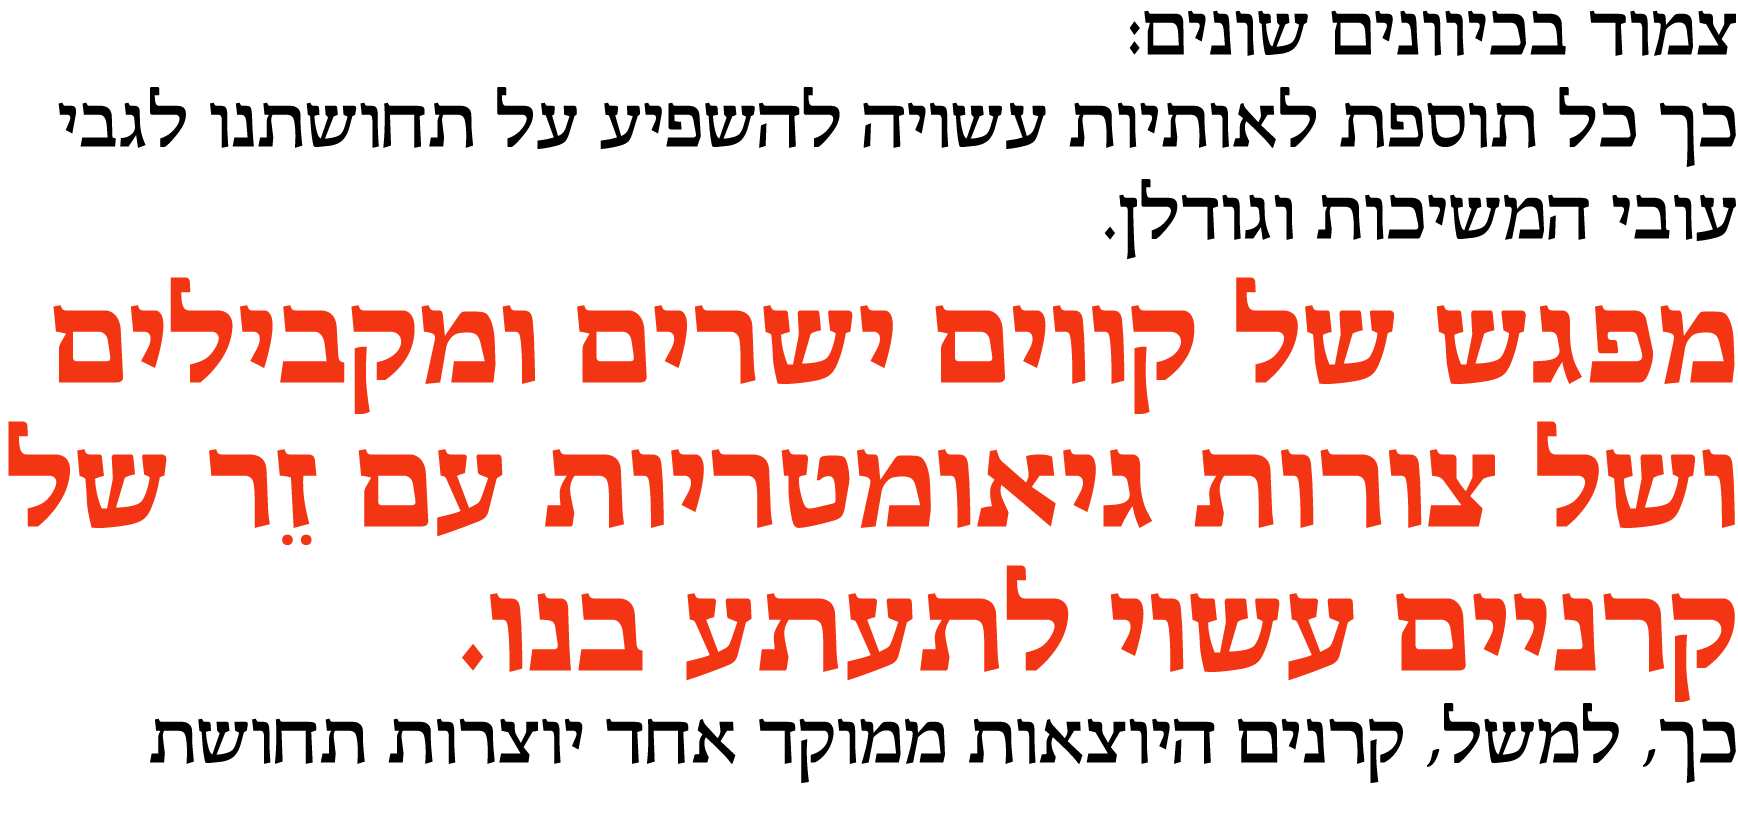 צמוד בכיוונים שונים:
כך כל תוספת לאותיות עשויה להשפיע על תחושתנו לגבי
עובי המשיכות וגודלן.
מפגש של קווים ישרים ומקבילים
ושל צורות גיאומטריות עם זֵר של
קרניים עשוי לתעתע בנו.
כך, למשל, קרנים היוצאות ממוקד אחד יוצרות תחושת